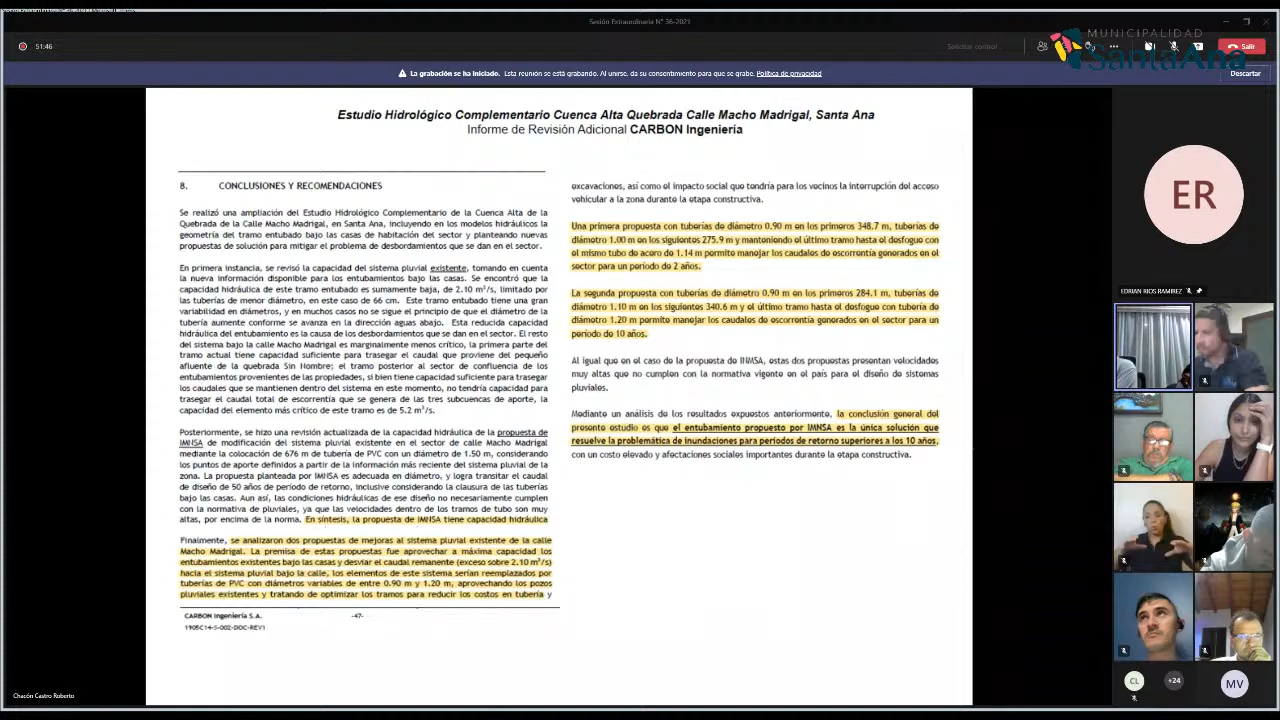 Sesión Extraordinaria N° 36-2021
51:46
Solicitar control
Salir
MUNICIPALIDAD
Santa Ana
La grabación se ha iniciado. Esta reunión se está grabando. Al unirse, da su consentimiento para que se grabe. Política de privacidad
Descartar
Estudio Hidrológico Complementario Cuenca Alta Quebrada Calle Macho Madrigal, Santa Ana
Informe de Revisión Adicional CARBON Ingeniería
8. CONCLUSIONES Y RECOMENDACIONES
Se realizó una ampliación del Estudio Hidrológico Complementario de la Cuenca Alta de la
Quebrada de la Calle Macho Madrigal, en Santa Ana, incluyendo en los modelos hidráulicos la
geometría del tramo entubado bajo las casas de habitación del sector y planteando nuevas
propuestas de solución para mitigar el problema de desbordamientos que se dan en el sector.
En primera instancia, se revisó la capacidad del sistema pluvial existente, tomando en cuenta
la nueva información disponible para los entubamientos bajo las casas. Se encontró que la
capacidad hidráulica de este tramo entubado es sumamente baja, de 2.10 m³/s, limitado por
las tuberías de menor diámetro, en este caso de 66 cm. Este tramo entubado tiene una gran
variabilidad en diámetros, y en muchos casos no se sigue el principio de que el diámetro de la
tubería aumente conforme se avanza en la dirección aguas abajo. Esta reducida capacidad
hidráulica del entubamiento es la causa de los desbordamientos que se dan en el sector. El resto
del sistema bajo la calle Macho Madrigal es marginalmente menos crítico, la primera parte del
tramo actual tiene capacidad suficiente para trasegar el caudal que proviene del pequeño
afluente de la quebrada Sin Nombre; el tramo posterior al sector de confluencia de los
entubamientos provenientes de las propiedades, si bien tiene capacidad suficiente para trasegar
los caudales que se mantienen dentro del sistema en este momento, no tendría capacidad para
trasegar el caudal total de escorrentía que se genera de las tres subcuencas de aporte, la
capacidad del elemento más crítico de este tramo es de 5.2 m³/s.
Posteriormente, se hizo una revisión actualizada de la capacidad hidráulica de la propuesta de
IMNSA de modificación del sistema pluvial existente en el sector de calle Macho Madrigal
mediante la colocación de 676 m de tubería de PVC con un diámetro de 1.50 m, considerando
los puntos de aporte definidos a partir de la información más reciente del sistema pluvial de la
zona. La propuesta planteada por IMNSA es adecuada en diámetro, y logra transitar el caudal
de diseño de 50 años de período de retorno, inclusive considerando la clausura de las tuberías
bajo las casas. Aun así, las condiciones hidráulicas de ese diseño no necesariamente cumplen
con la normativa de pluviales, ya que las velocidades dentro de los tramos de tubo son muy
altas, por encima de la norma. En síntesis, la propuesta de IMNSA tiene capacidad hidráulica
Finalmente, se analizaron dos propuestas de mejoras al sistema pluvial existente de la calle
Macho Madrigal. La premisa de estas propuestas fue aprovechar a máxima capacidad los
entubamientos existentes bajo las casas y desviar el caudal remanente (exceso sobre 2.10 m³/s)
hacia el sistema pluvial bajo la calle, los elementos de este sistema serían reemplazados por
tuberías de PVC con diámetros variables de entre 0.90 m y 1.20 m, aprovechando los pozos
pluviales existentes y tratando de optimizar los tramos para reducir los costos en tubería y
CARBON Ingeniería S.A. -47-
1905C14-5-002-DOC-REV1
excavaciones, así como el impacto social que tendría para los vecinos la interrupción del acceso
vehicular a la zona durante la etapa constructiva.
Una primera propuesta con tuberías de diámetro 0.90 m en los primeros 348.7 m, tuberías de
diámetro 1.00 m en los siguientes 275.9 m y manteniendo el último tramo hasta el desfogue con
el mismo tubo de acero de 1.14 m permite manejar los caudales de escorrentía generados en el
sector para un período de 2 años.
La segunda propuesta con tuberías de diámetro 0.90 m en los primeros 284.1 m, tuberías de
diámetro 1.10 m en los siguientes 340.6 m y el último tramo hasta el desfogue con tubería de
diámetro 1.20 m permite manejar los caudales de escorrentía generados en el sector para un
período de 10 años.
Al igual que en el caso de la propuesta de INMSA, estas dos propuestas presentan velocidades
muy altas que no cumplen con la normativa vigente en el país para el diseño de sistemas
pluviales.
Mediante un análisis de los resultados expuestos anteriormente, la conclusión general del
presente estudio es que el entubamiento propuesto por IMNSA es la única solución que
resuelve la problemática de inundaciones para períodos de retorno superiores a los 10 años,
con un costo elevado y afectaciones sociales importantes durante la etapa constructiva.
ER
EDRIAN RIOS RAMIREZ
CL
+24
MV
Chacón Castro Roberto